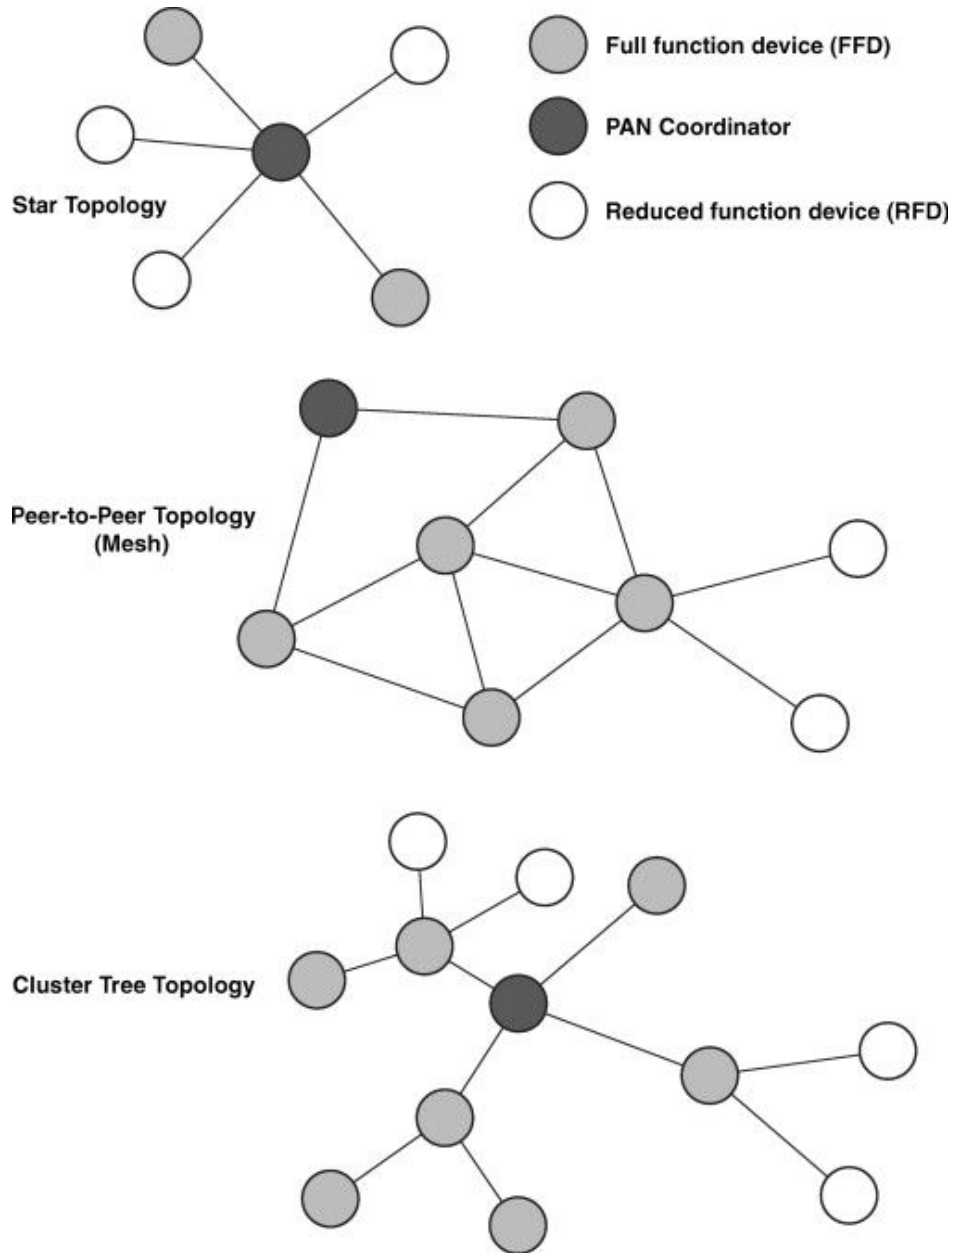 Full function device (FFD)
PAN Coordinator
Reduced function device (RFD)
Star Topology
Peer-to-Peer Topology
(Mesh)
Cluster Tree Topology